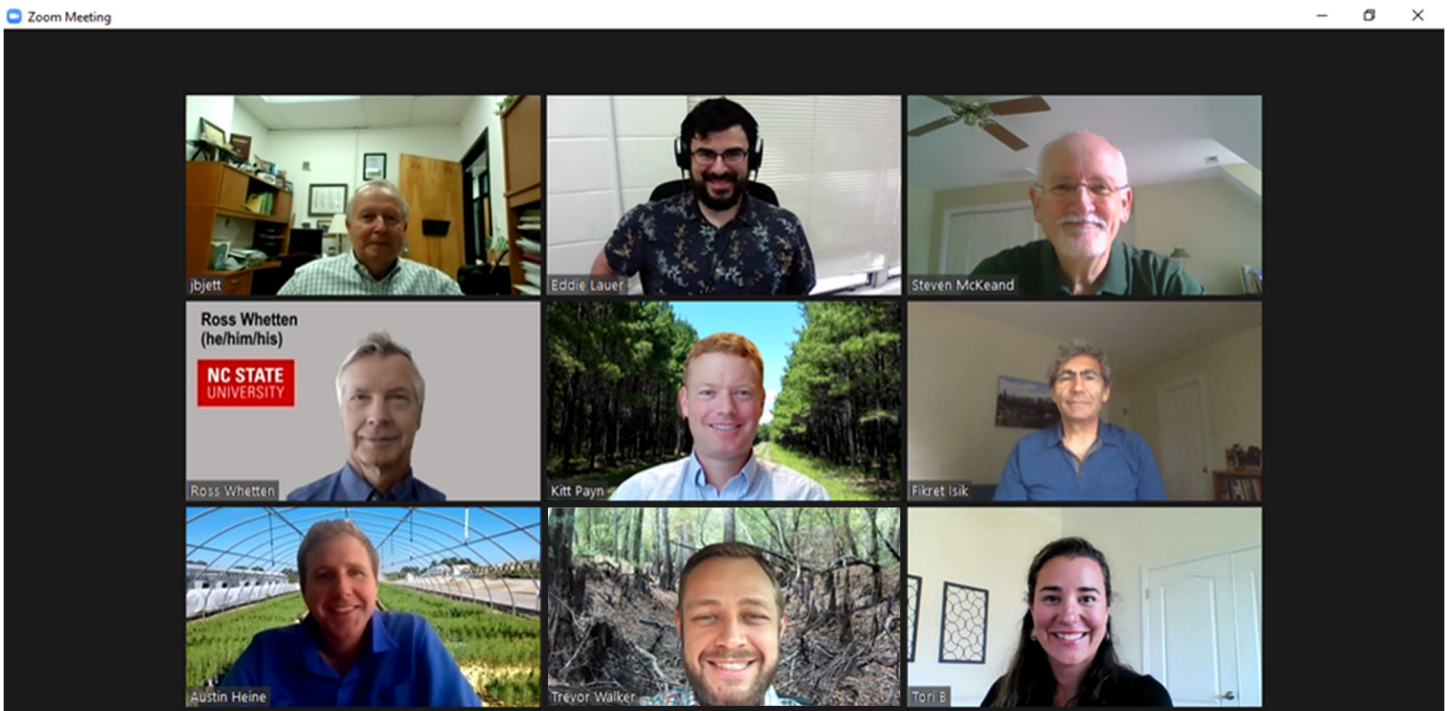 Zoom Meeting
jbjett
Eddie Lauer
Steven McKeand
Ross Whetten
(he/him/his)
NC STATE
UNIVERSITY
Ross Whetten
Kitt Payn
Fikret Isik
Austin Heine
Trevor Walker
Tori B